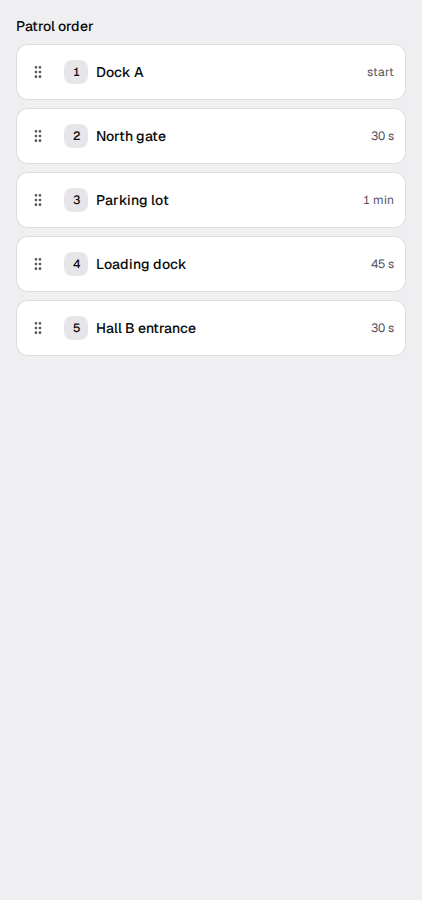 Patrol order
1 Dock A start
2 North gate 30 s
3 Parking lot 1 min
4 Loading dock 45 s
5 Hall B entrance 30 s